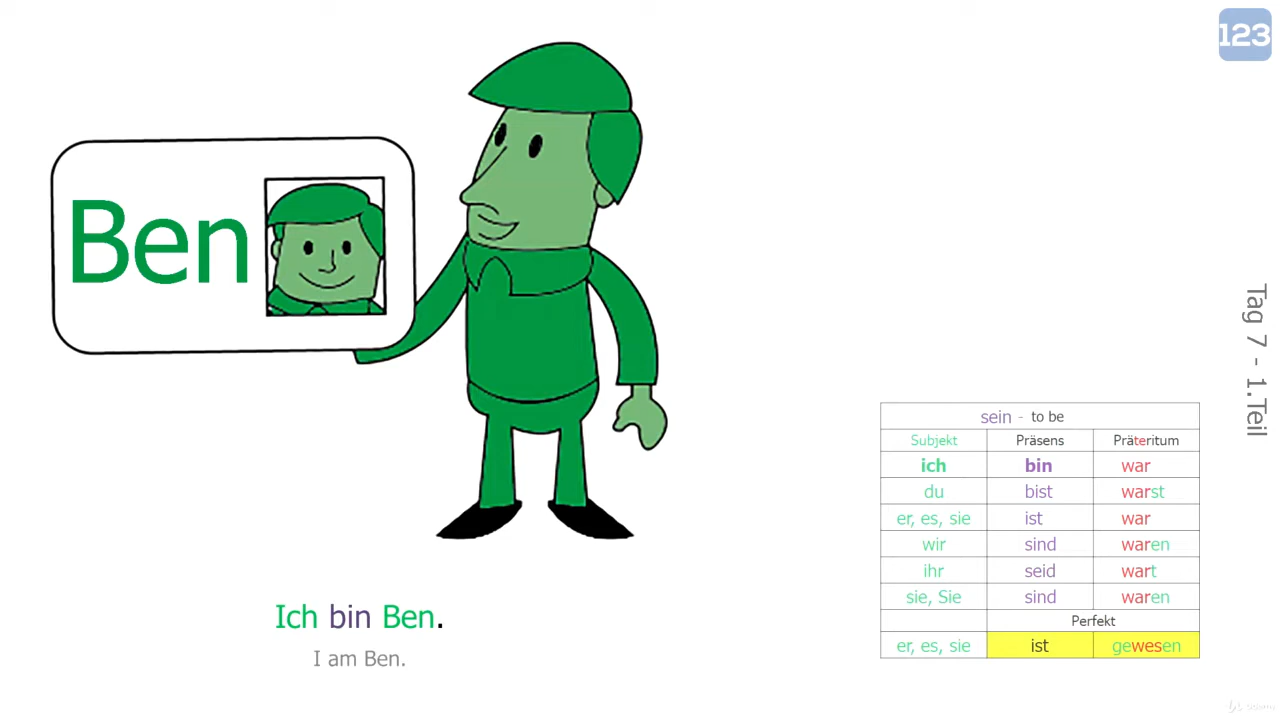 123
Ben
Tag 7 - 1.Teil
sein - to be
Subjekt Präsens Präteritum
ich bin war
du bist warst
er, es, sie ist war
wir sind waren
ihr seid wart
sie, Sie sind waren
Perfekt
er, es, sie ist gewesen
Ich bin Ben.
I am Ben.